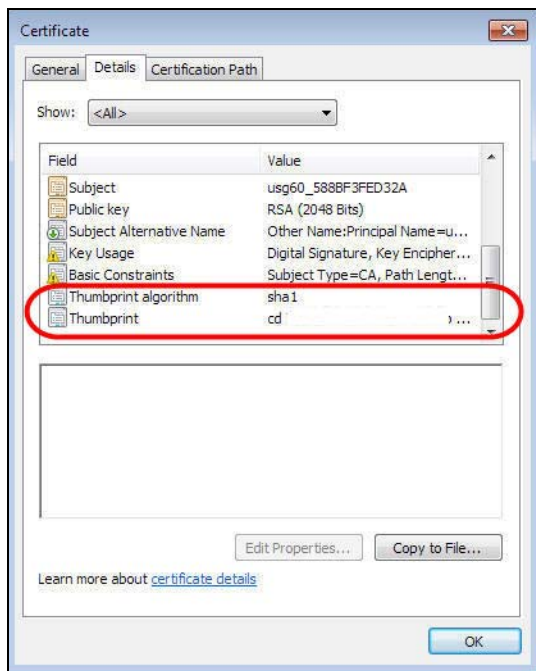 Certificate
General Details Certification Path
Show: <All>
Field Value
Subject usg60_588BF3FED32A
Public key RSA (2048 Bits)
Subject Alternative Name Other Name:Principal Name=u...
Key Usage Digital Signature, Key Encipher...
Basic Constraints Subject Type=CA, Path Lengt...
Thumbprint algorithm sha1
Thumbprint cd ...
Edit Properties... Copy to File...
Learn more about certificate details
OK